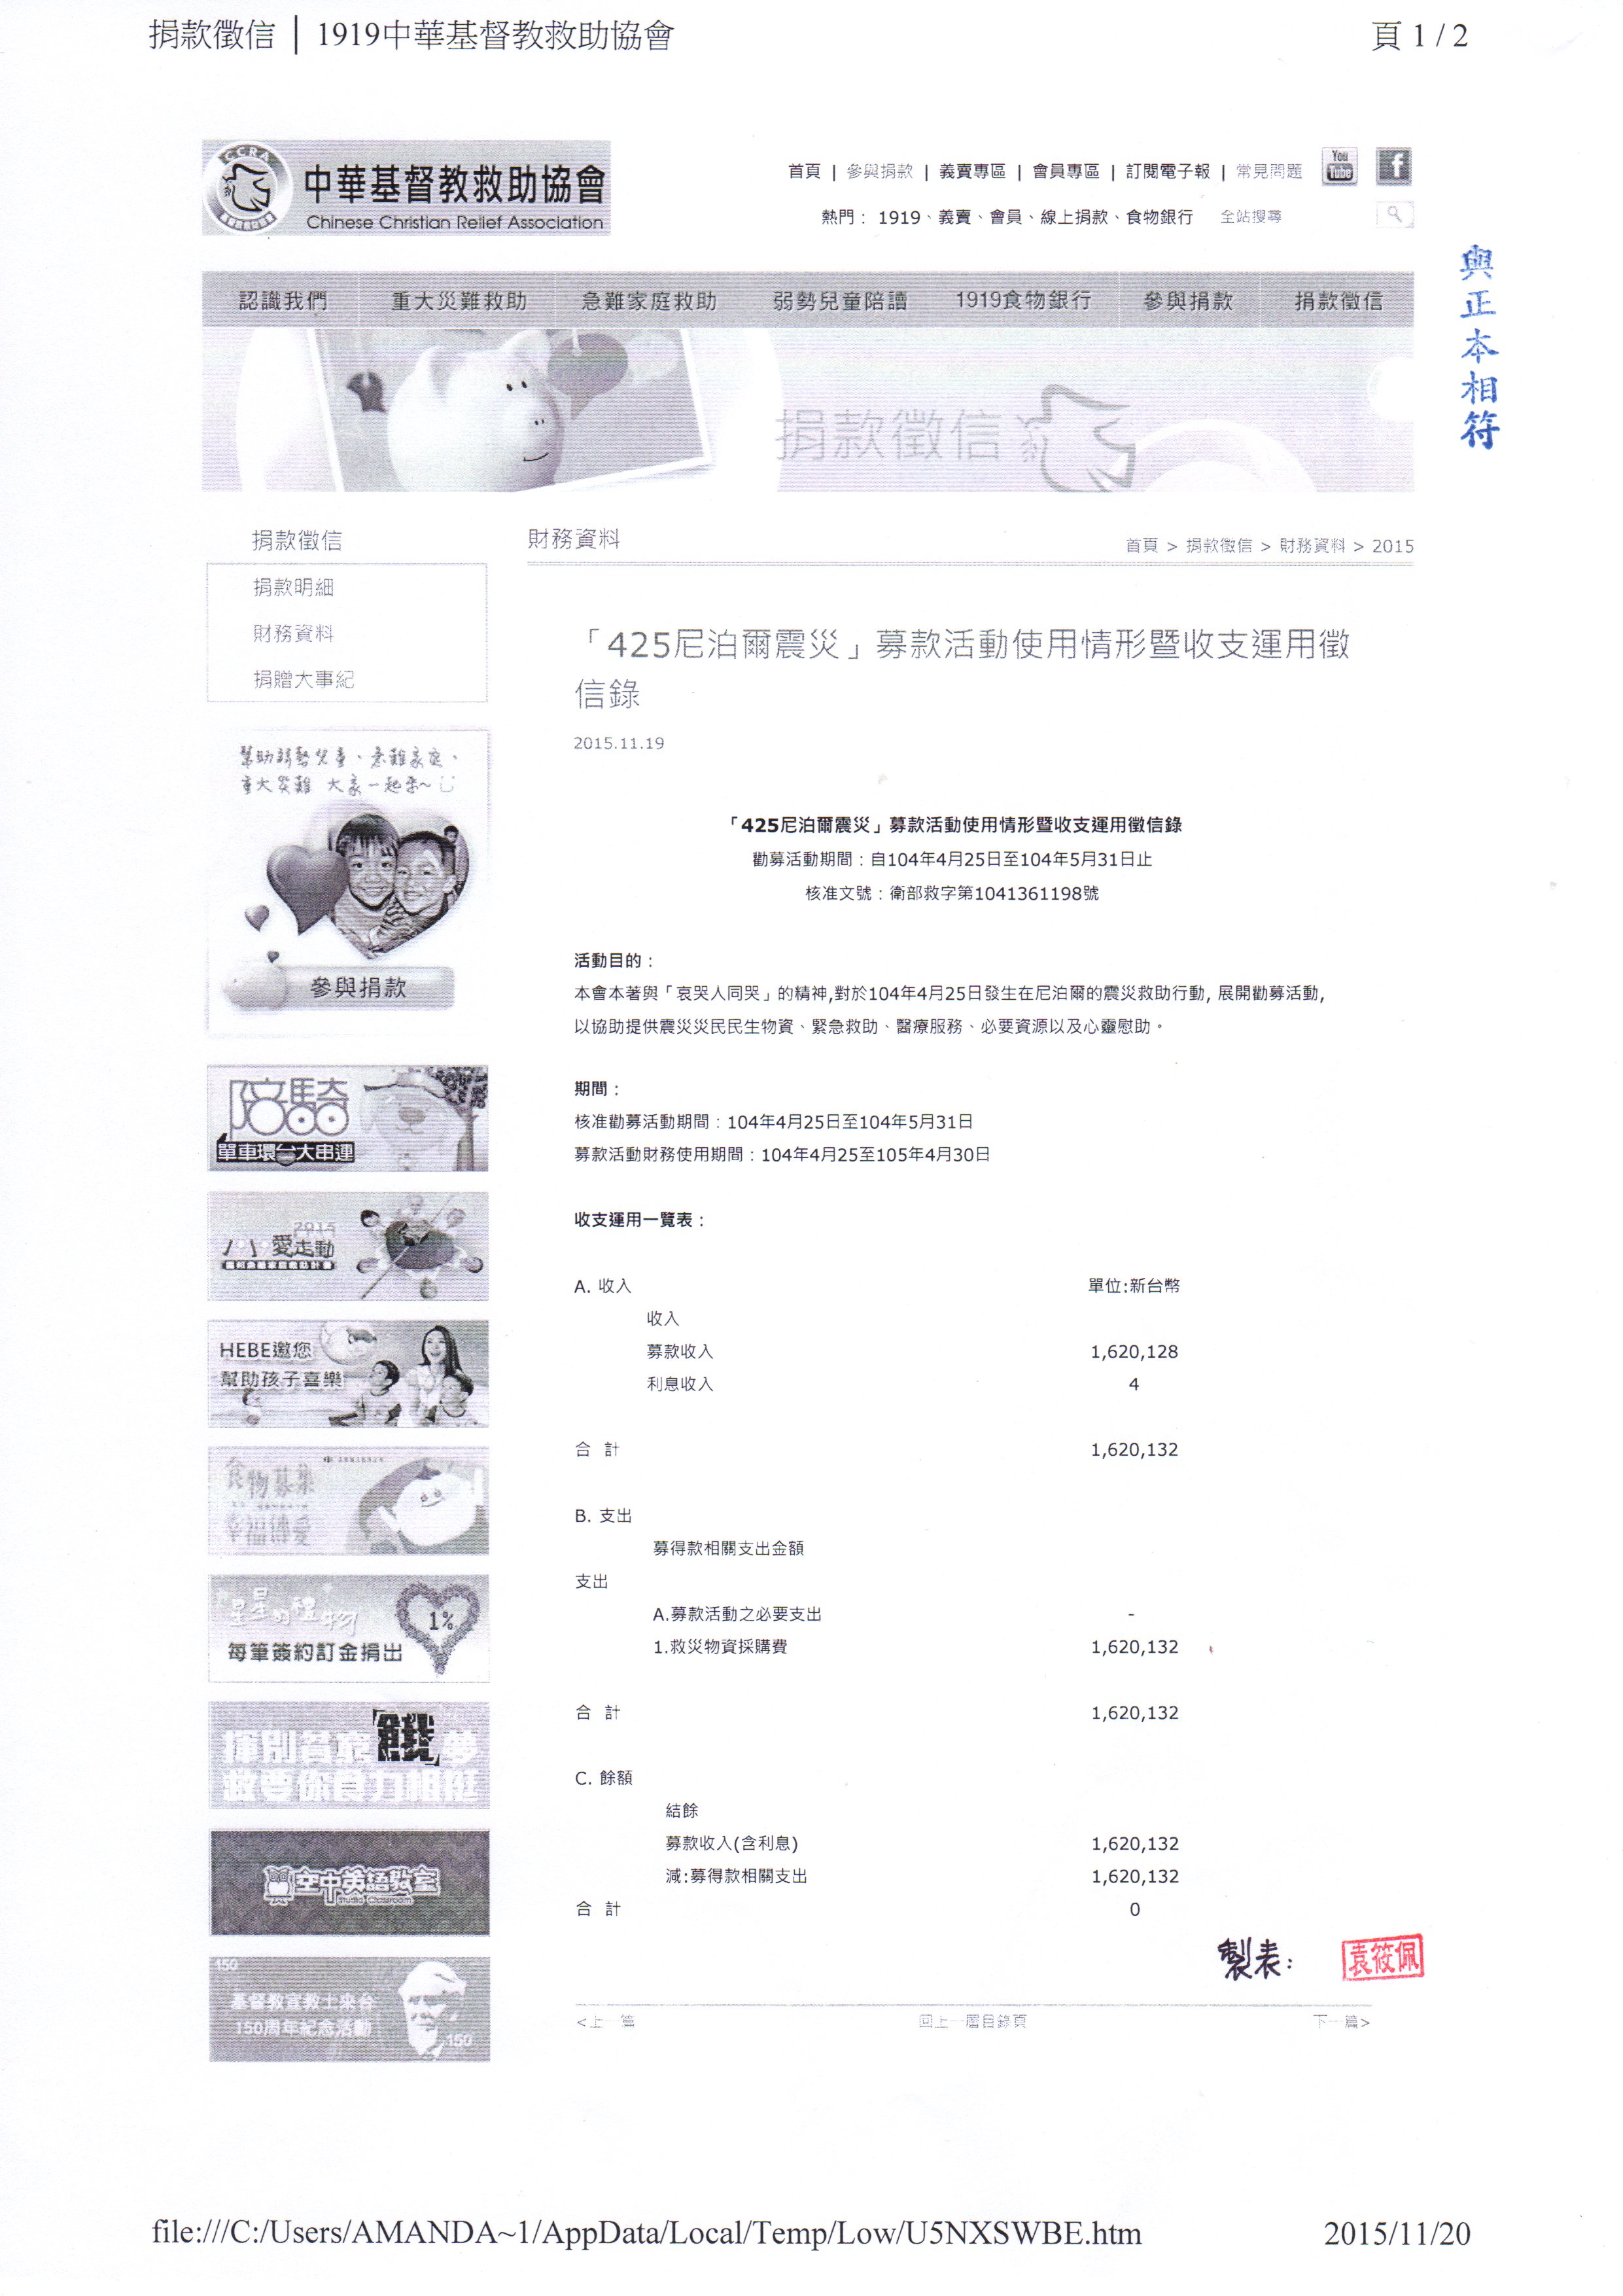 捐款徵信 | 1919中華基督教救助協會
頁 1 / 2
CCRA
中華基督教救助協會
Chinese Christian Relief Association
首頁 | 參與捐款 | 義賣專區 | 會員專區 | 訂閱電子報 | 常見問題
You Tube
f
熱門： 1919、義賣、會員、線上捐款、食物銀行 全站搜尋
與正本相符
認識我們 重大災難救助 急難家庭救助 弱勢兒童陪讀 1919食物銀行 參與捐款 捐款徵信
捐款徵信
捐款徵信
捐款明細
財務資料
捐贈大事紀
幫助弱勢兒童、急難家庭、
重大災難 大家一起來~
參與捐款
陪騎
單車環台大串連
2015
1919愛走動
HEBE邀您
幫助孩子喜樂
食物募集
幸福傳愛
星星的禮物
1%
每筆簽約訂金捐出
揮別貧窮餓夢
就要你食力相挺
空中英語教室
Studio Classroom
150
基督教宣教士來台
150周年紀念活動
150
財務資料
首頁 > 捐款徵信 > 財務資料 > 2015
「425尼泊爾震災」募款活動使用情形暨收支運用徵
信錄
2015.11.19
「425尼泊爾震災」募款活動使用情形暨收支運用徵信錄
勸募活動期間：自104年4月25日至104年5月31日止
核准文號：衛部救字第1041361198號
活動目的：
本會本著與「哀哭人同哭」的精神,對於104年4月25日發生在尼泊爾的震災救助行動, 展開勸募活動,
以協助提供震災災民民生物資、緊急救助、醫療服務、必要資源以及心靈慰助。
期間：
核准勸募活動期間：104年4月25日至104年5月31日
募款活動財務使用期間：104年4月25至105年4月30日
收支運用一覽表：
A. 收入 單位:新台幣
收入
募款收入 1,620,128
利息收入 4
合 計 1,620,132
B. 支出
募得款相關支出金額
支出
A.募款活動之必要支出 -
1.救災物資採購費 1,620,132
合 計 1,620,132
C. 餘額
結餘
募款收入(含利息) 1,620,132
減:募得款相關支出 1,620,132
合 計 0
製表： 袁筱佩
<上一篇 回上一層目錄頁 下一篇>
file:///C:/Users/AMANDA~1/AppData/Local/Temp/Low/U5NXSWBE.htm
2015/11/20